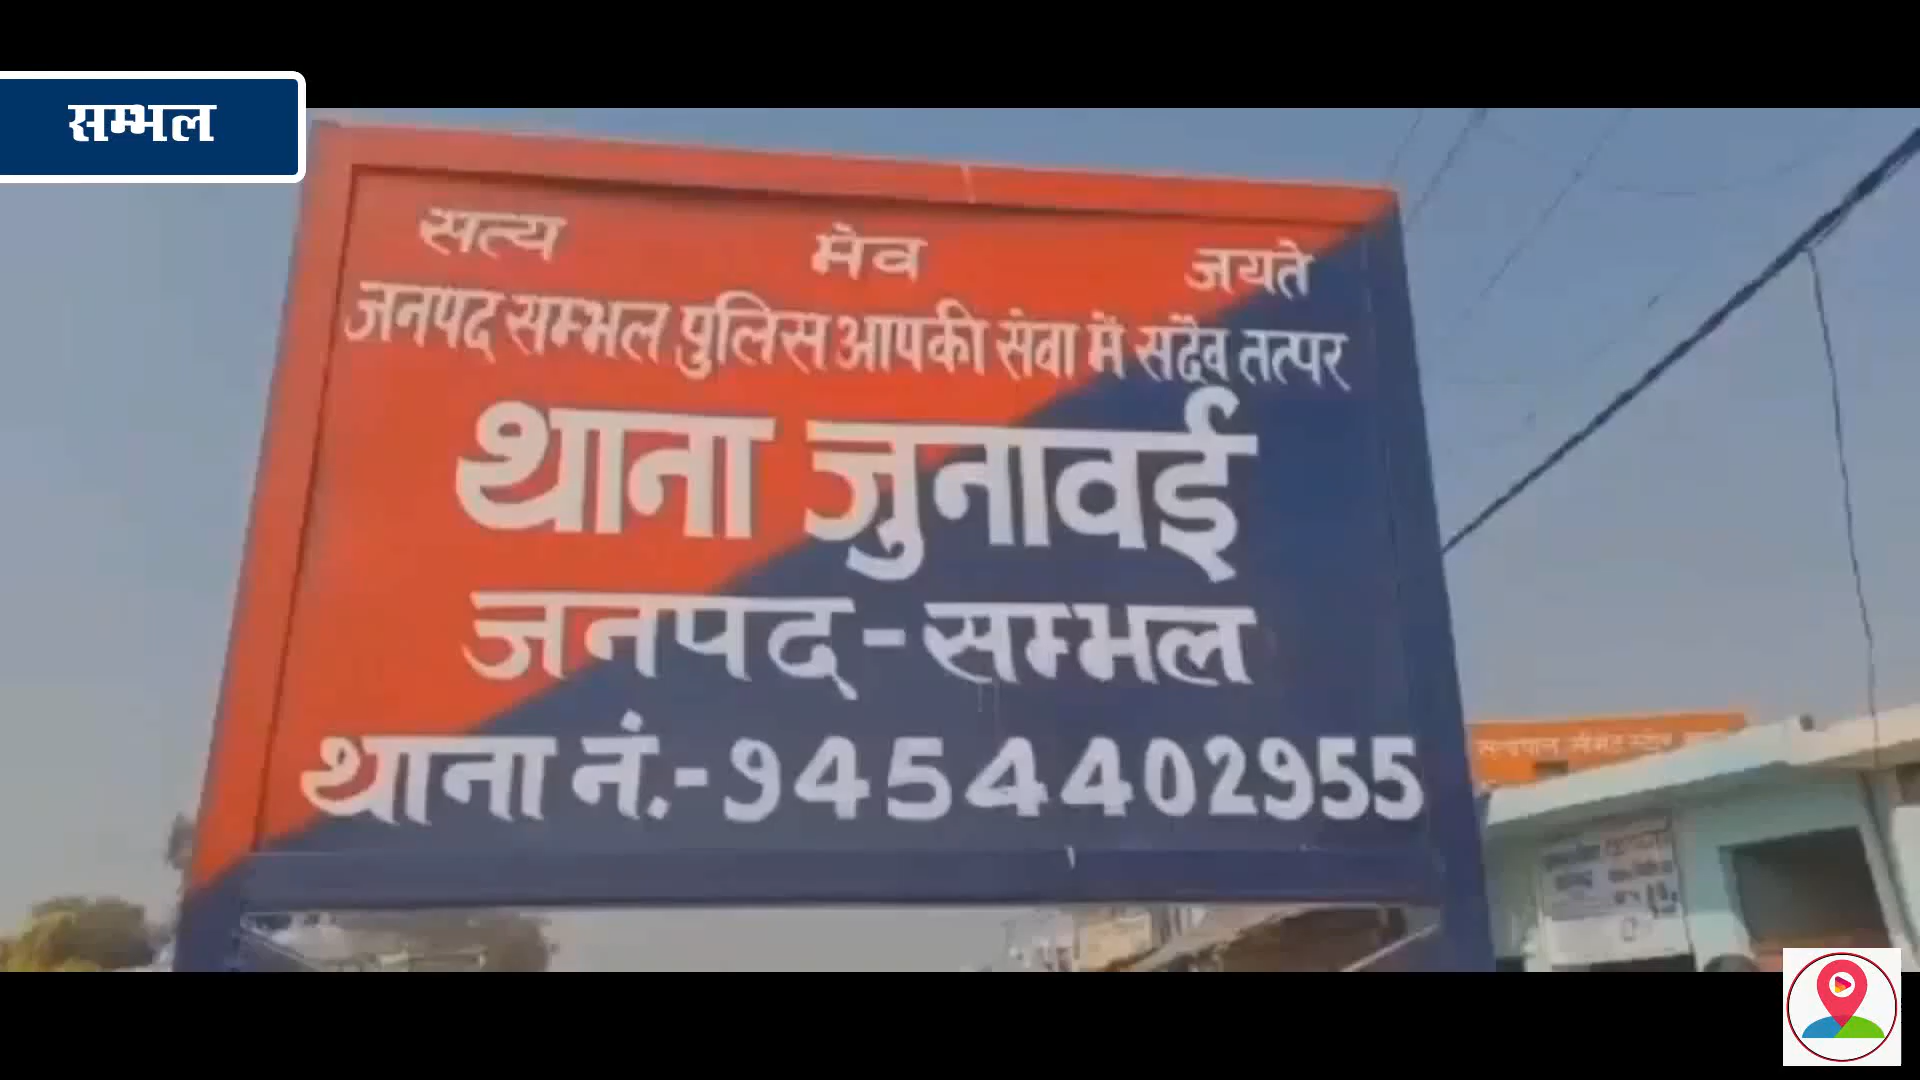 सम्भल
सत्य मेव जयते
जनपद सम्भल पुलिस आपकी सेवा में सदैव तत्पर
थाना जुनावई
जनपद - सम्भल
थाना नं.- 9454402955